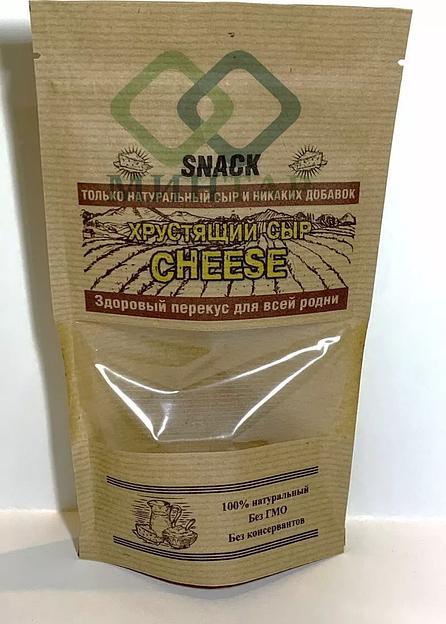 SNACK
ТОЛЬКО НАТУРАЛЬНЫЙ СЫР И НИКАКИХ ДОБАВОК
ХРУСТЯЩИЙ СЫР
CHEESE
Здоровый перекус для всей родни
100% натуральный
Без ГМО
Без консервантов